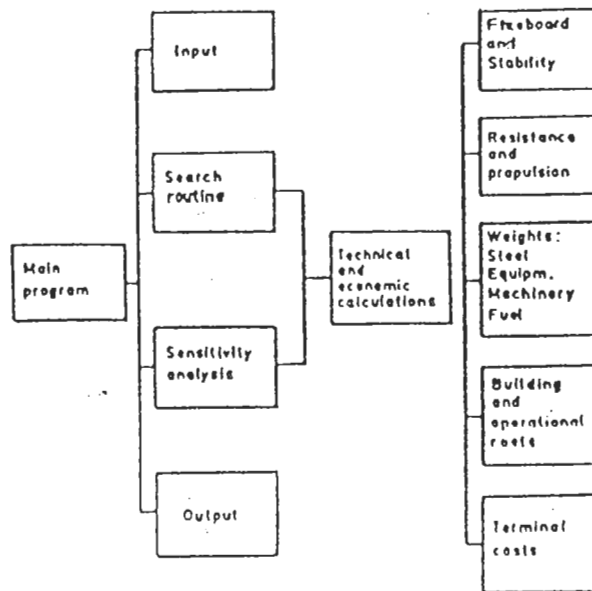 Input
Search
routine
Main
program
Sensitivity
analysis
Output
Technical
and
economic
calculations
Freeboard
and
Stability
Resistance
and
propulsion
Weights:
Steel
Equipm.
Machinery
Fuel
Building
and
operational
costs
Terminal
costs